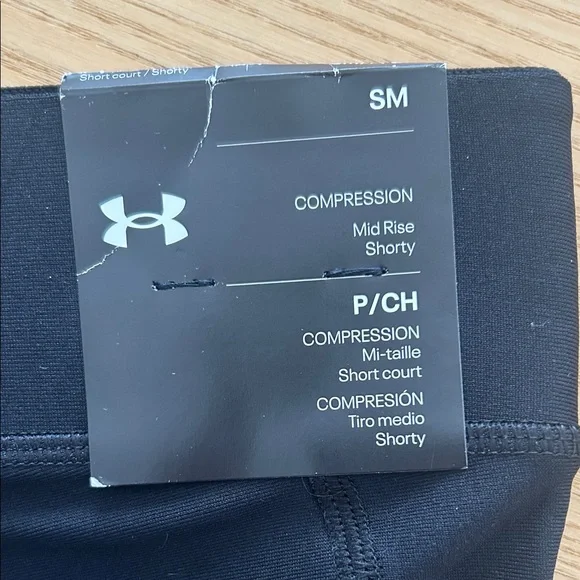 Short court / Shorty
SM
COMPRESSION
Mid Rise
Shorty
P/CH
COMPRESSION
Mi-taille
Short court
COMPRESIÓN
Tiro medio
Shorty